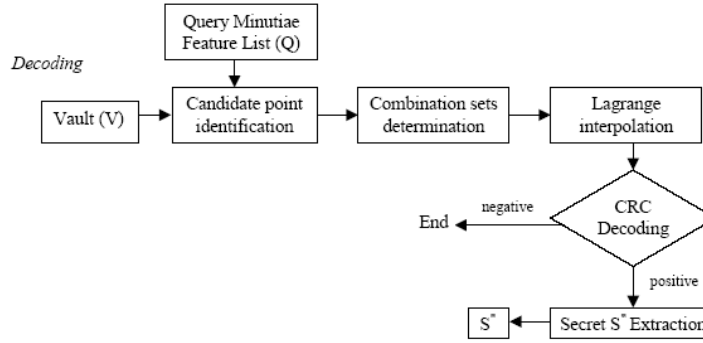 Query Minutiae
Feature List (Q)
Decoding
Vault (V)
Candidate point
identification
Combination sets
determination
Lagrange
interpolation
CRC
Decoding
negative
End
positive
Secret S* Extraction
S*